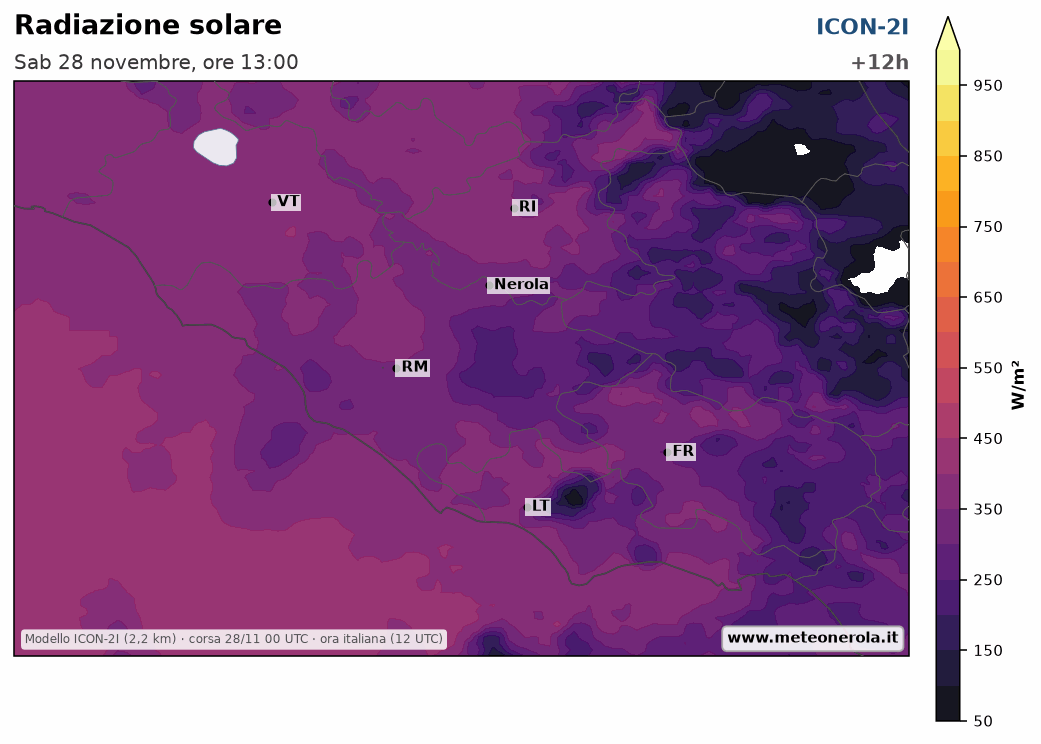 Radiazione solare
ICON-2I
Sab 28 novembre, ore 13:00
+12h
VT
RI
Nerola
RM
FR
LT
Modello ICON-2I (2,2 km) · corsa 28/11 00 UTC · ora italiana (12 UTC)
www.meteonerola.it
950
850
750
650
550
450
350
250
150
50
W/m²